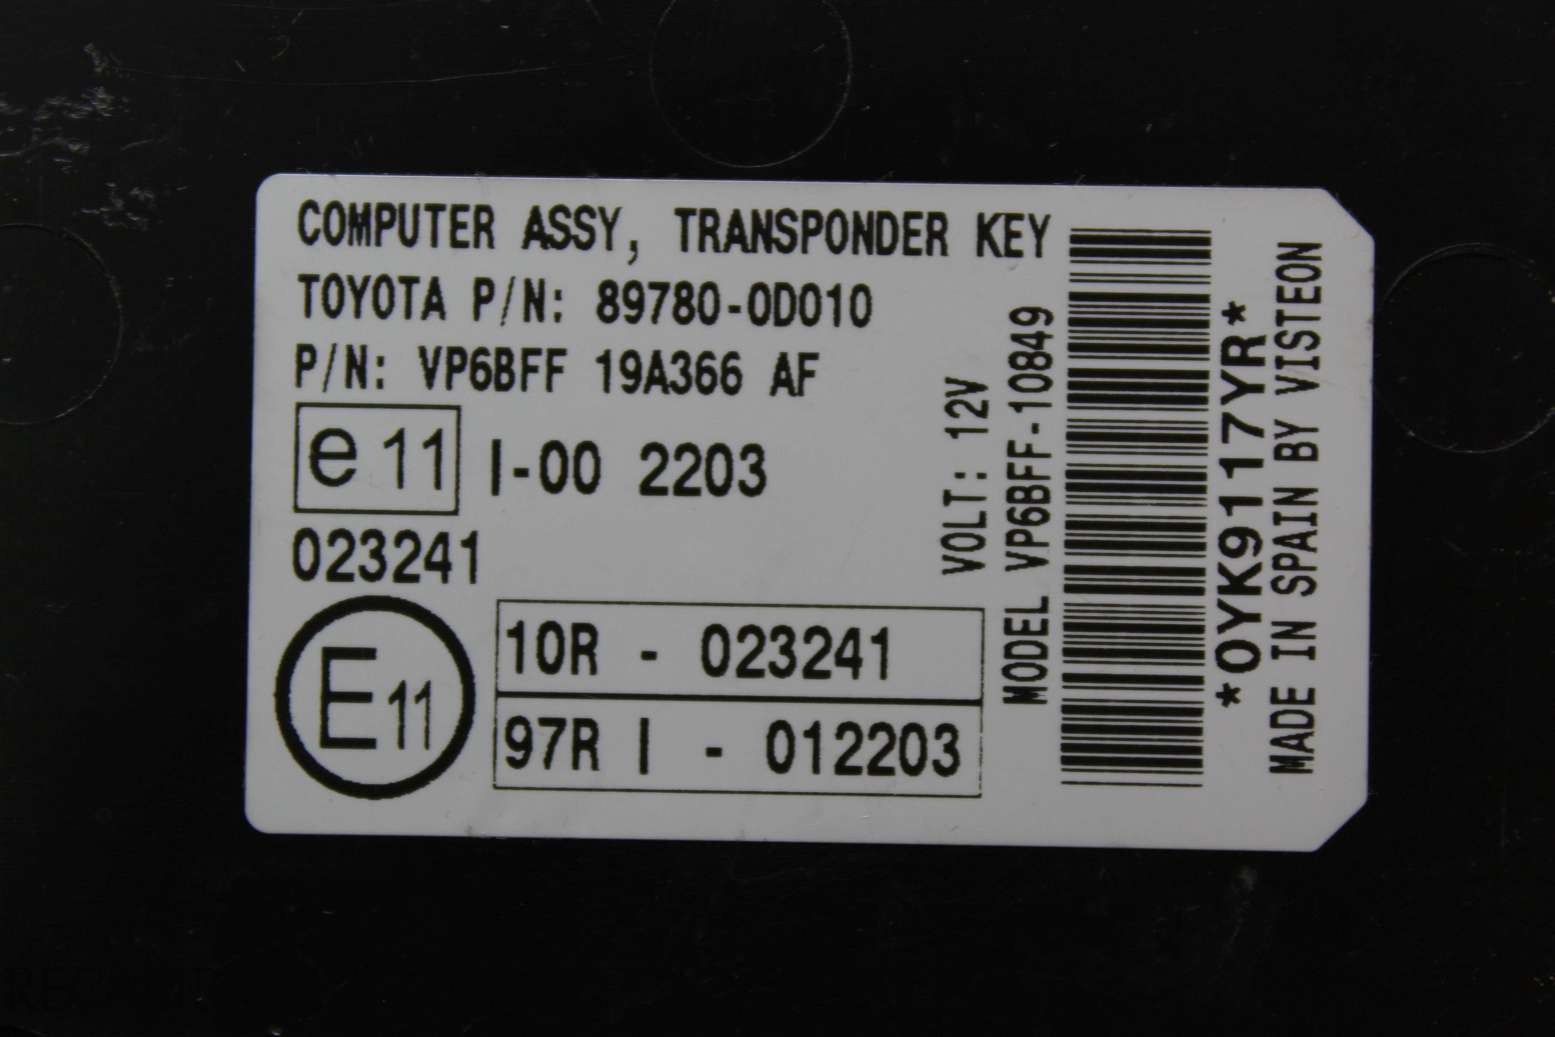 COMPUTER ASSY, TRANSPONDER KEY
TOYOTA P/N: 89780-0D010
P/N: VP6BFF 19A366 AF
e11 I-00 2203
023241
E11
10R - 023241
97R I - 012203
VOLT: 12V
MODEL VP6BFF-10849
*0YK9117YR*
MADE IN SPAIN BY VISTEON